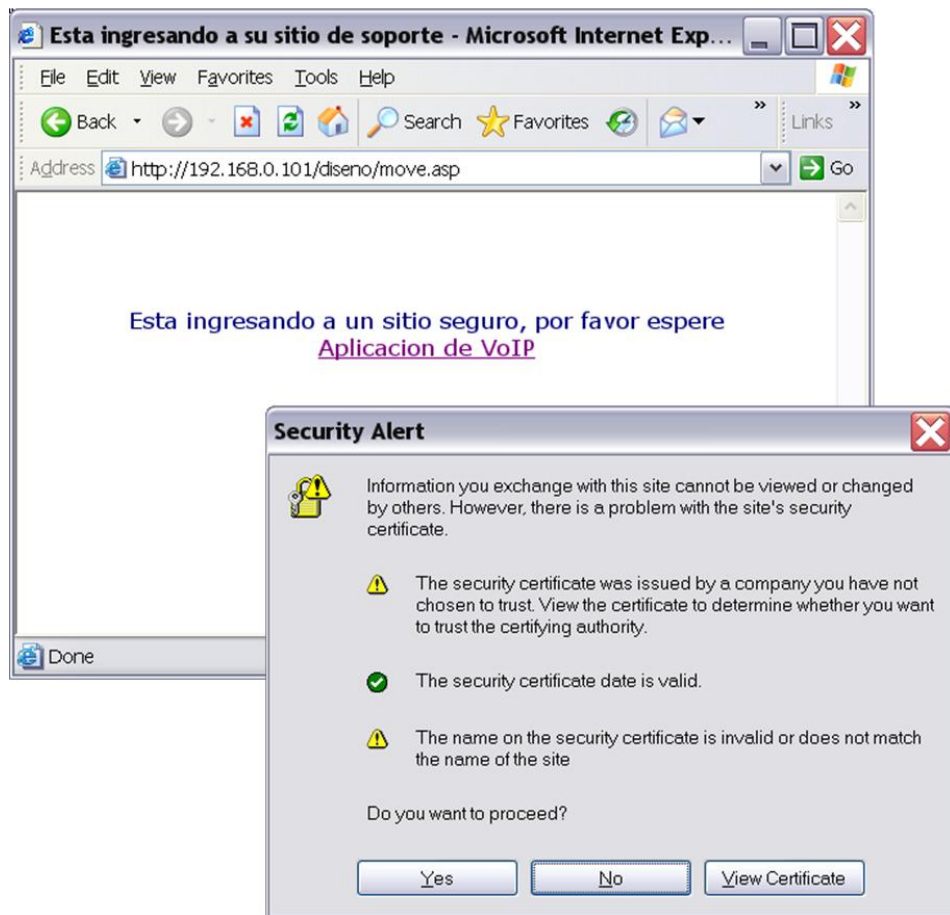 Esta ingresando a su sitio de soporte - Microsoft Internet Exp...
File Edit View Favorites Tools Help
Back Search Favorites » Links »
Address http://192.168.0.101/diseno/move.asp Go
Esta ingresando a un sitio seguro, por favor espere
Aplicacion de VoIP
Done
Security Alert
Information you exchange with this site cannot be viewed or changed
by others. However, there is a problem with the site's security
certificate.
The security certificate was issued by a company you have not
chosen to trust. View the certificate to determine whether you want
to trust the certifying authority.
The security certificate date is valid.
The name on the security certificate is invalid or does not match
the name of the site
Do you want to proceed?
Yes No View Certificate